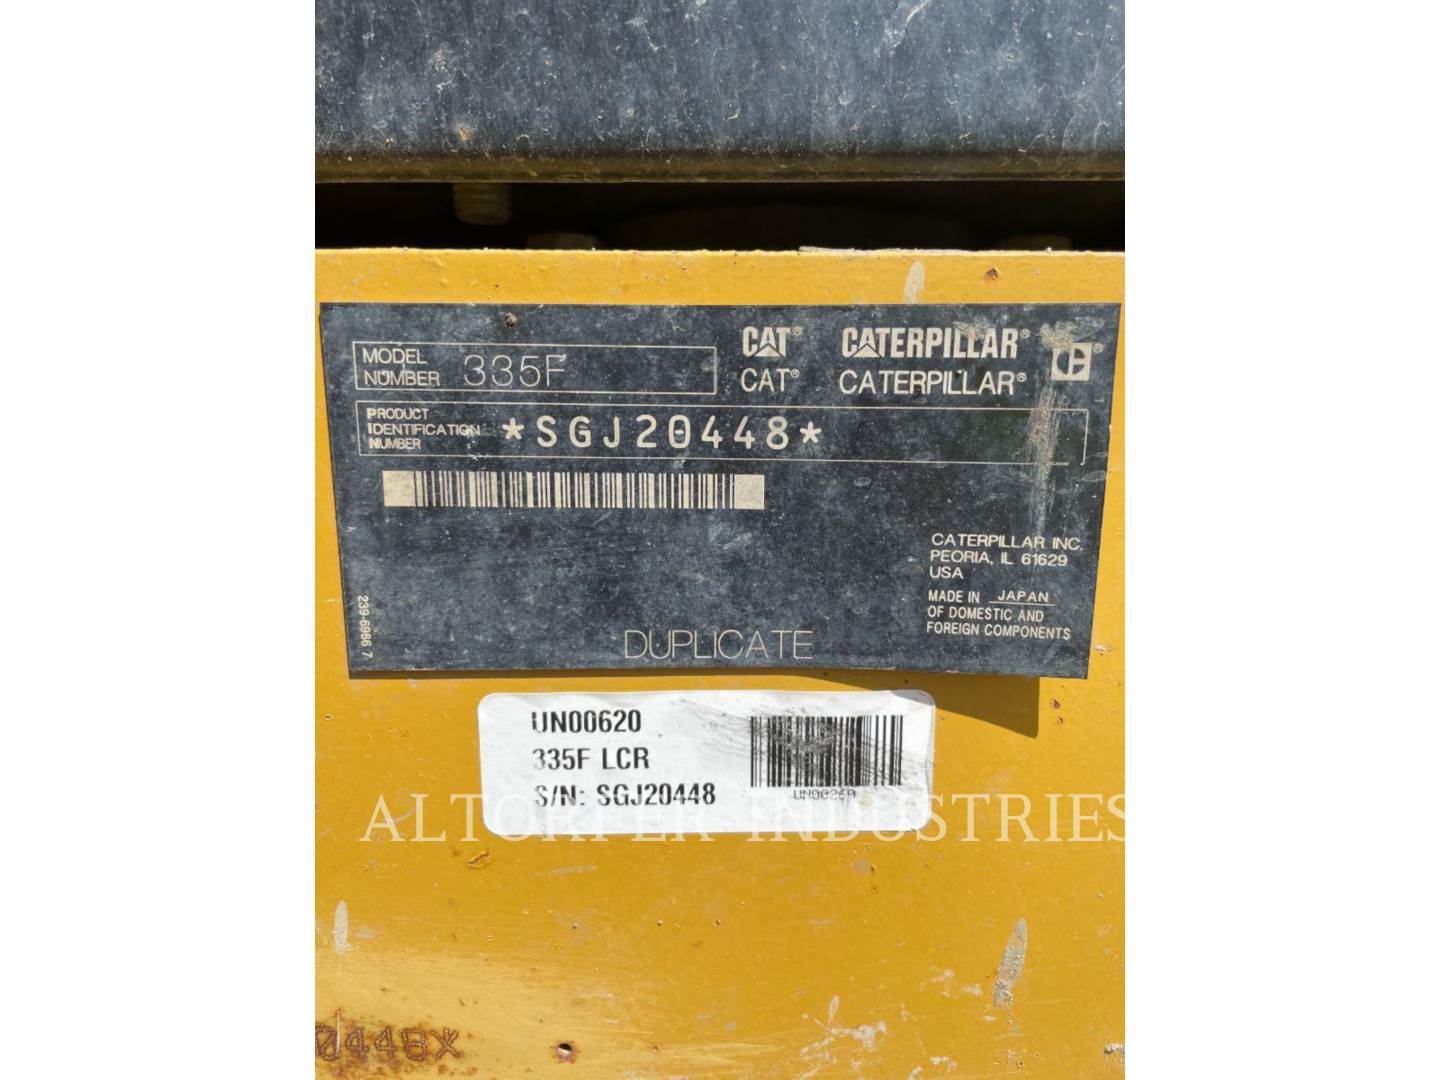 MODEL NUMBER 335F
CAT® CATERPILLAR®
CAT® CATERPILLAR®
PRODUCT
IDENTIFICATION
NUMBER
*SGJ20448*
CATERPILLAR INC.
PEORIA, IL 61629
USA
MADE IN JAPAN
OF DOMESTIC AND
FOREIGN COMPONENTS
239-6986 7
DUPLICATE
UN00620
335F LCR
S/N: SGJ20448
ALTORFER INDUSTRIES